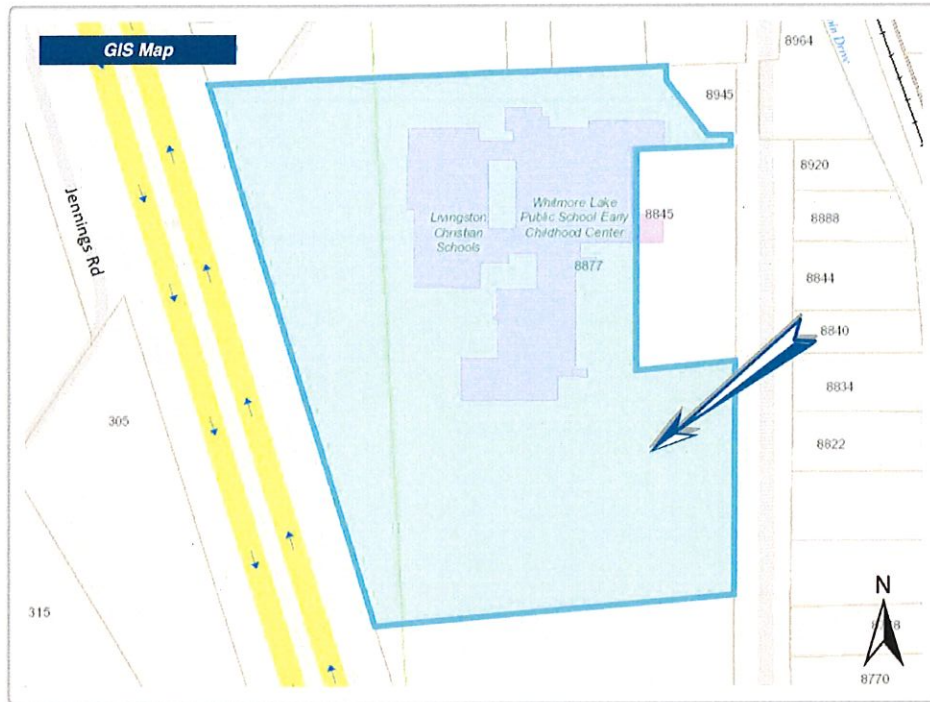 GIS Map
8964
8945
Jennings Rd
Livingston
Christian
Schools
Whitmore Lake
Public School Early
Childhood Center
8877
8845
8920
8888
8844
8840
8834
8822
305
315
N
8770